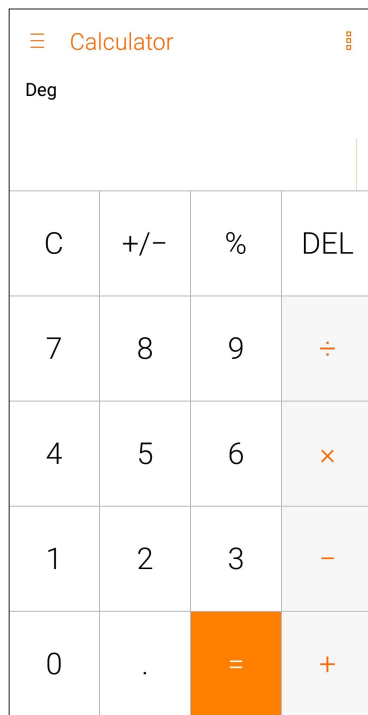 Calculator
Deg
C +/− % DEL
7 8 9 ÷
4 5 6 ×
1 2 3 −
0 . = +